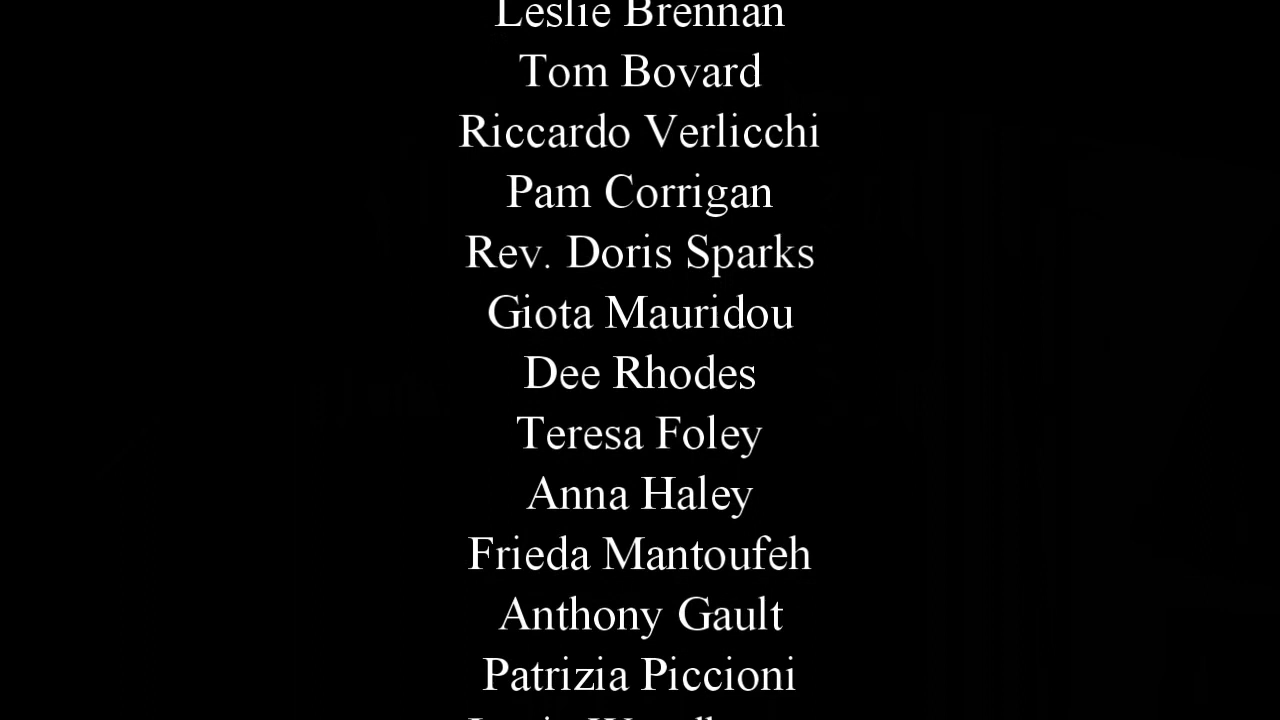 Leslie Brennan
Tom Bovard
Riccardo Verlicchi
Pam Corrigan
Rev. Doris Sparks
Giota Mauridou
Dee Rhodes
Teresa Foley
Anna Haley
Frieda Mantoufeh
Anthony Gault
Patrizia Piccioni